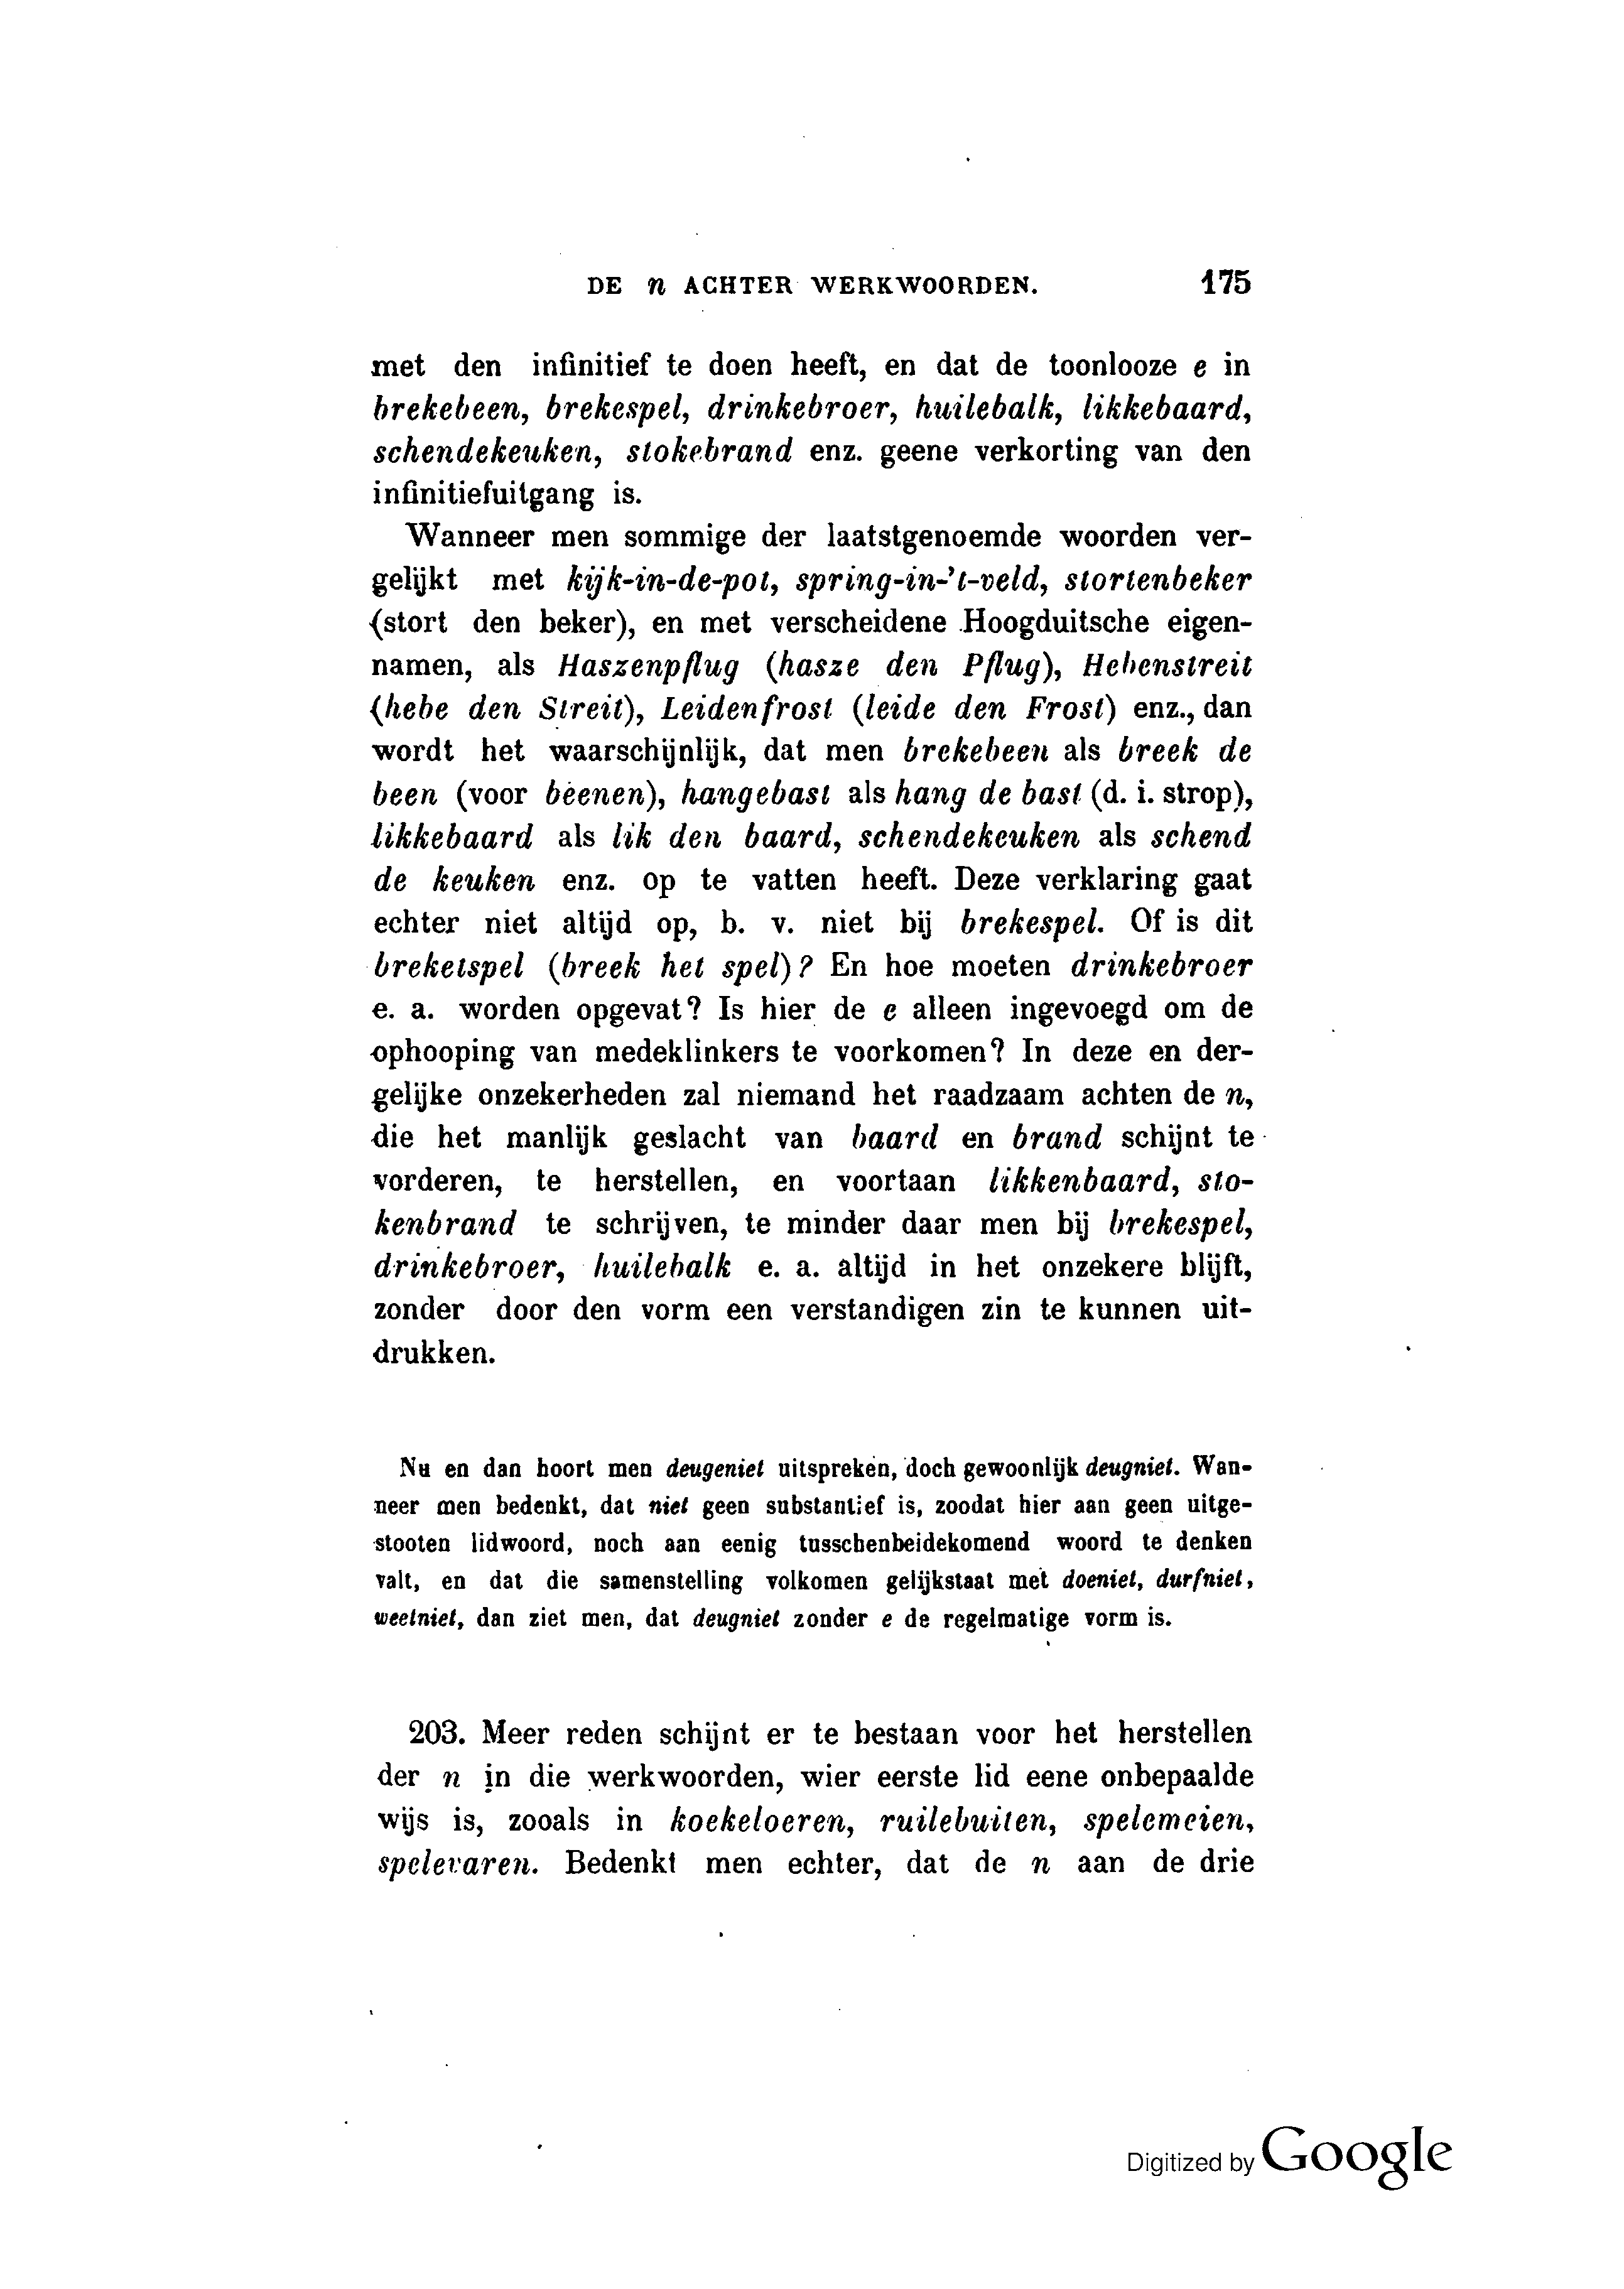 DE n ACHTER WERKWOORDEN. 175
met den infinitief te doen heeft, en dat de toonlooze e in
brekebeen, brekespel, drinkebroer, huilebalk, likkebaard,
schendekeuken, stokebrand enz. geene verkorting van den
infinitiefuitgang is.
Wanneer men sommige der laatstgenoemde woorden ver-
gelijkt met kijk-in-de-pot, spring-in-'t-veld, stortenbeker
(stort den beker), en met verscheidene Hoogduitsche eigen-
namen, als Haszenpflug (hasze den Pflug), Hebenstreit
(hebe den Streit), Leidenfrost (leide den Frost) enz., dan
wordt het waarschijnlijk, dat men brekebeen als breek de
been (voor beenen), hangebast als hang de bast (d. i. strop),
likkebaard als lik den baard, schendekeuken als schend
de keuken enz. op te vatten heeft. Deze verklaring gaat
echter niet altijd op, b. v. niet bij brekespel. Of is dit
breketspel (breek het spel)? En hoe moeten drinkebroer
e. a. worden opgevat? Is hier de e alleen ingevoegd om de
ophooping van medeklinkers te voorkomen? In deze en der-
gelijke onzekerheden zal niemand het raadzaam achten de n,
die het manlijk geslacht van baard en brand schijnt te
vorderen, te herstellen, en voortaan likkenbaard, sto-
kenbrand te schrijven, te minder daar men bij brekespel,
drinkebroer, huilebalk e. a. altijd in het onzekere blijft,
zonder door den vorm een verstandigen zin te kunnen uit-
drukken.
Nu en dan hoort men deugeniet uitspreken, doch gewoonlijk deugniet. Wan-
neer men bedenkt, dat niet geen substantief is, zoodat hier aan geen uitge-
stooten lidwoord, noch aan eenig tusschenbeidekomend woord te denken
valt, en dat die samenstelling volkomen gelijkstaat met doeniet, durfniet,
weetniet, dan ziet men, dat deugniet zonder e de regelmatige vorm is.
203. Meer reden schijnt er te bestaan voor het herstellen
der n in die werkwoorden, wier eerste lid eene onbepaalde
wijs is, zooals in koekeloeren, ruilebuiten, spelemeien,
spelevaren. Bedenkt men echter, dat de n aan de drie
Digitized by Google